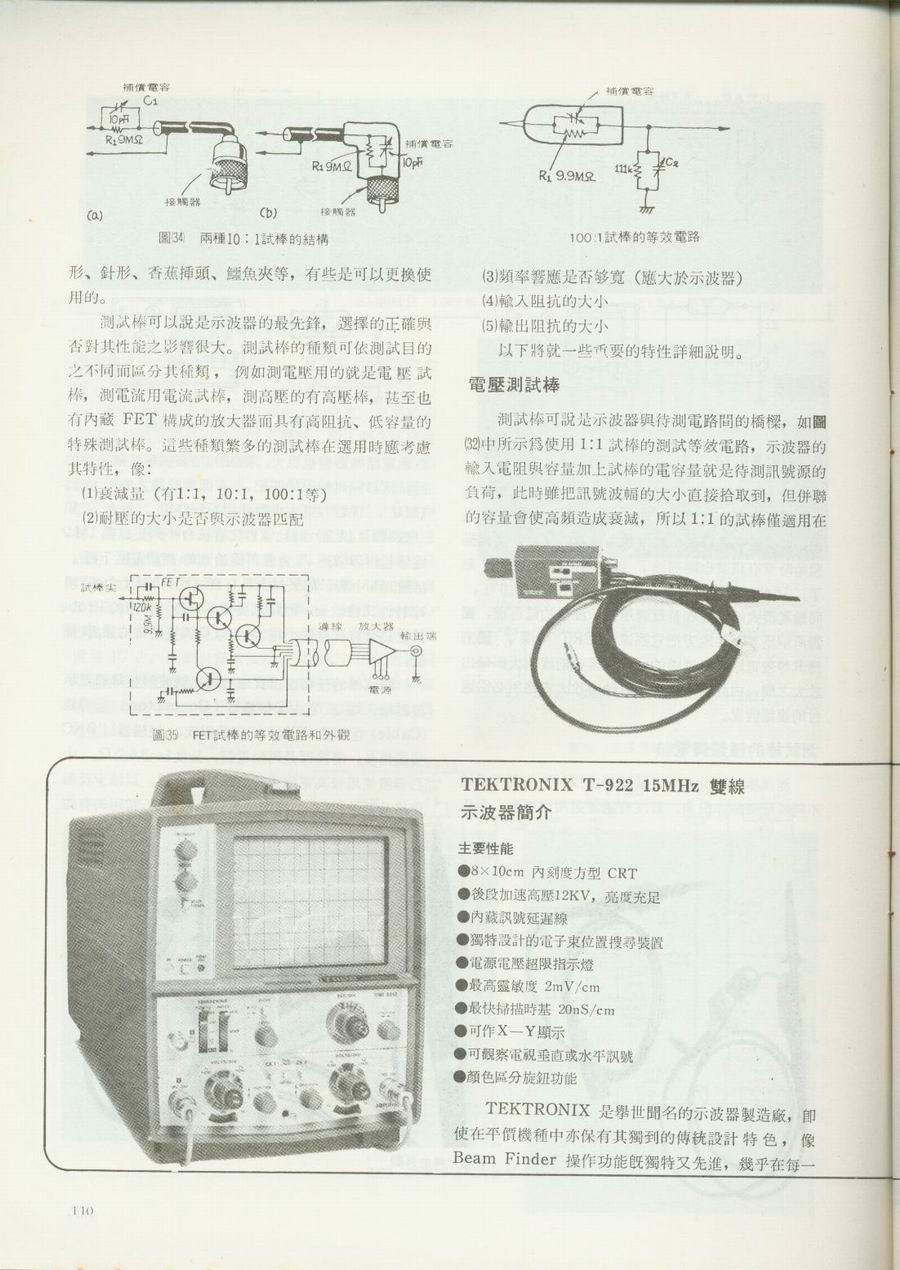 補償電容
C1
10pf
R1 9MΩ
接觸器
(a)
補償電容
10pf
R1 9MΩ
接觸器
(b)
圖(34) 兩種10：1試棒的結構
補償電容
R1 9.9MΩ
111k
C2
100:1試棒的等效電路
形、針形、香蕉揷頭、鱷魚夾等，有些是可以更換使
用的。
測試棒可以說是示波器的最先鋒，選擇的正確與
否對其性能之影響很大。測試棒的種類可依測試目的
之不同而區分其種類，例如測電壓用的就是電壓試
棒，測電流用電流試棒，測高壓的有高壓棒，甚至也
有內藏 FET 構成的放大器而具有高阻抗、低容量的
特殊測試棒。這些種類繁多的測試棒在選用時應考慮
其特性，像：
(1)衰減量（有1:1，10:1，100:1等）
(2)耐壓的大小是否與示波器匹配
試棒尖
FET
120k
9.9M
導線
放大器
輸出端
電源
圖(35) FET試棒的等效電路和外觀
(3)頻率響應是否够寬（應大於示波器）
(4)輸入阻抗的大小
(5)輸出阻抗的大小
以下將就一些重要的特性詳細說明。
電壓測試棒
測試棒可說是示波器與待測電路間的橋樑，如圖
(32)中所示爲使用 1:1 試棒的測試等效電路，示波器的
輸入電阻與容量加上試棒的電容量就是待測訊號源的
負荷，此時雖把訊號波幅的大小直接拾取到，但併聯
的容量會使高頻造成衰減，所以 1:1 的試棒僅適用在
TEKTRONIX T-922 15MHz 雙線
示波器簡介
主要性能
●8×10cm 內刻度方型 CRT
●後段加速高壓12KV，亮度充足
●內藏訊號延遲線
●獨特設計的電子束位置搜尋裝置
●電源電壓超限指示燈
●最高靈敏度 2mV/cm
●最快掃描時基 20nS/cm
●可作X—Y顯示
●可觀察電視垂直或水平訊號
●顏色區分旋鈕功能
TEKTRONIX 是擧世聞名的示波器製造廠，卽
使在平價機種中亦保有其獨到的傳統設計特色，像
Beam Finder 操作功能旣獨特又先進，幾乎在每一
110